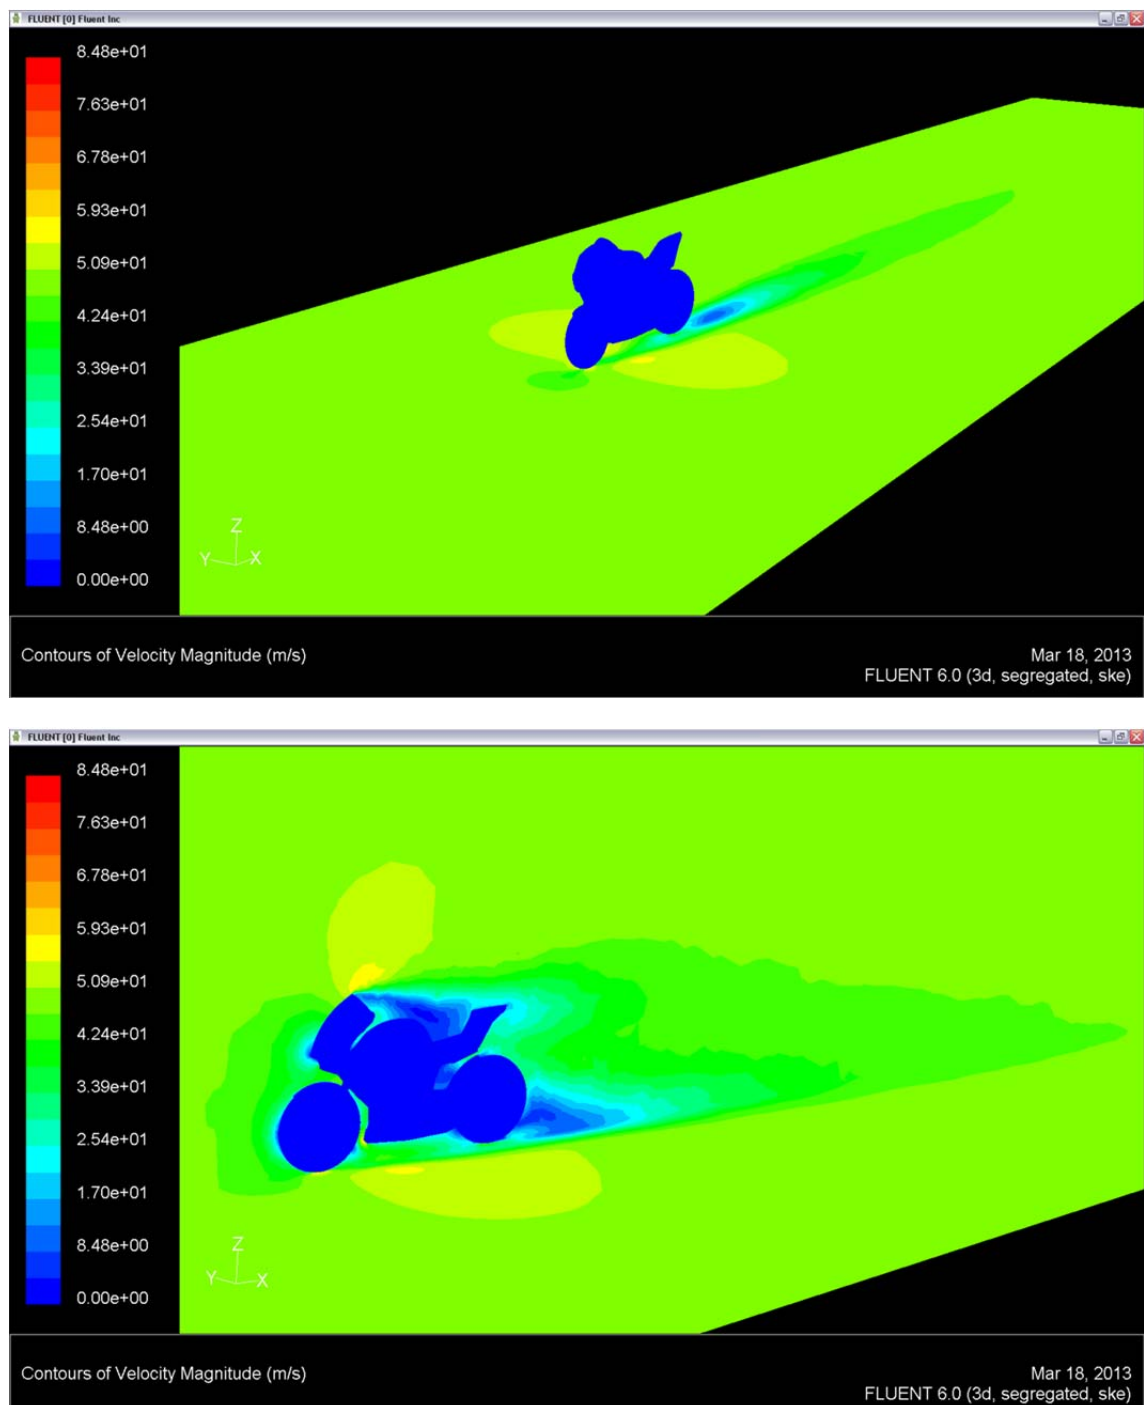 FLUENT [0] Fluent Inc
8.48e+01
7.63e+01
6.78e+01
5.93e+01
5.09e+01
4.24e+01
3.39e+01
2.54e+01
1.70e+01
8.48e+00
0.00e+00
Z
Y X
Contours of Velocity Magnitude (m/s)
Mar 18, 2013
FLUENT 6.0 (3d, segregated, ske)
FLUENT [0] Fluent Inc
8.48e+01
7.63e+01
6.78e+01
5.93e+01
5.09e+01
4.24e+01
3.39e+01
2.54e+01
1.70e+01
8.48e+00
0.00e+00
Z
Y X
Contours of Velocity Magnitude (m/s)
Mar 18, 2013
FLUENT 6.0 (3d, segregated, ske)